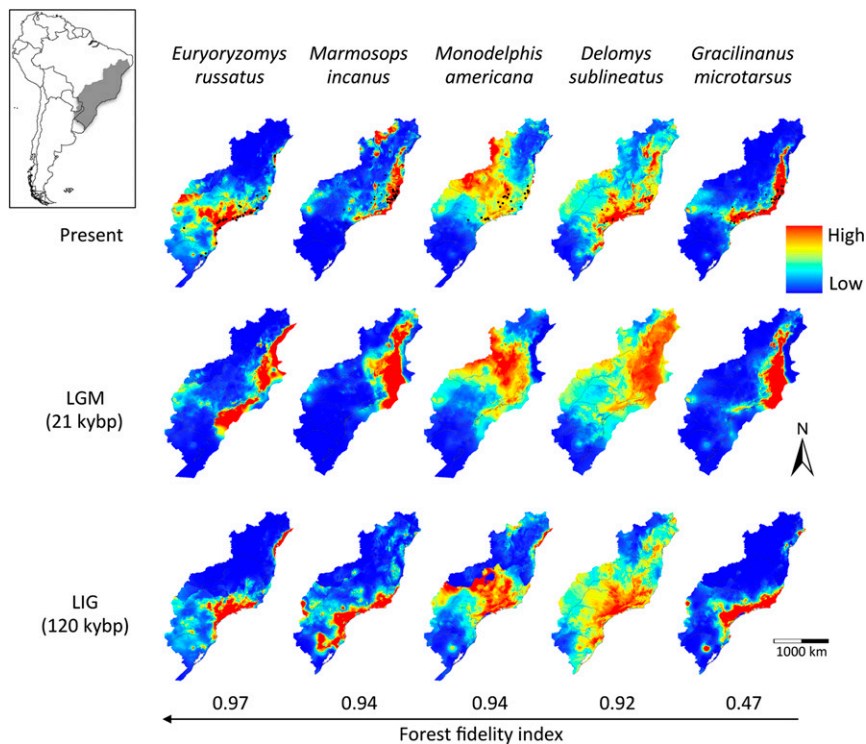 Euryoryzomys russatus
Marmosops incanus
Monodelphis americana
Delomys sublineatus
Gracilinanus microtarsus
Present
High
Low
LGM
(21 kybp)
N
LIG
(120 kybp)
1000 km
0.97 0.94 0.94 0.92 0.47
Forest fidelity index